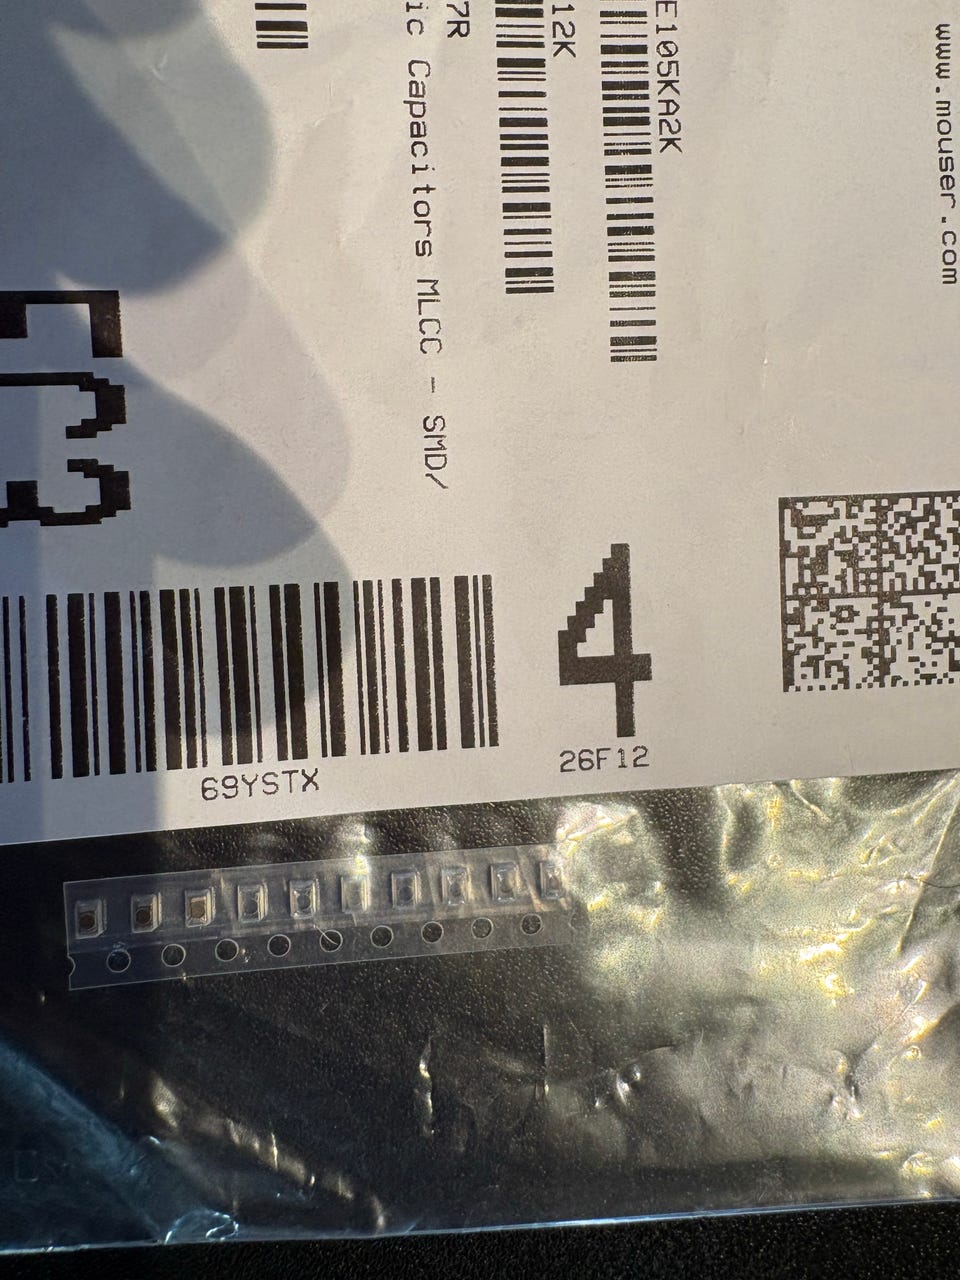 www.mouser.com
E105KA2K
12K
7R
ic Capacitors MLCC - SMD/
4
26F12
69YSTX